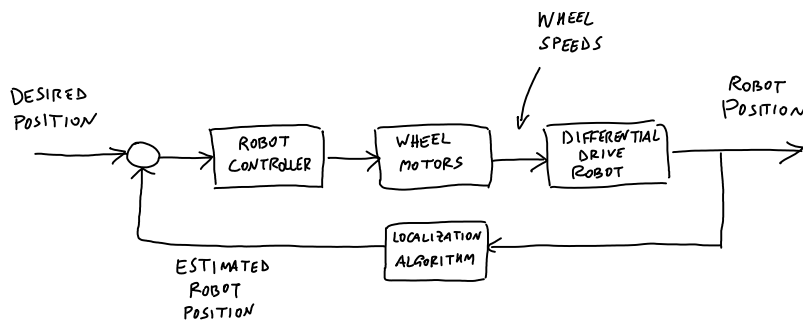 WHEEL
SPEEDS
DESIRED
POSITION
ROBOT
POSITION
ROBOT
CONTROLLER
WHEEL
MOTORS
DIFFERENTIAL
DRIVE
ROBOT
LOCALIZATION
ALGORITHM
ESTIMATED
ROBOT
POSITION